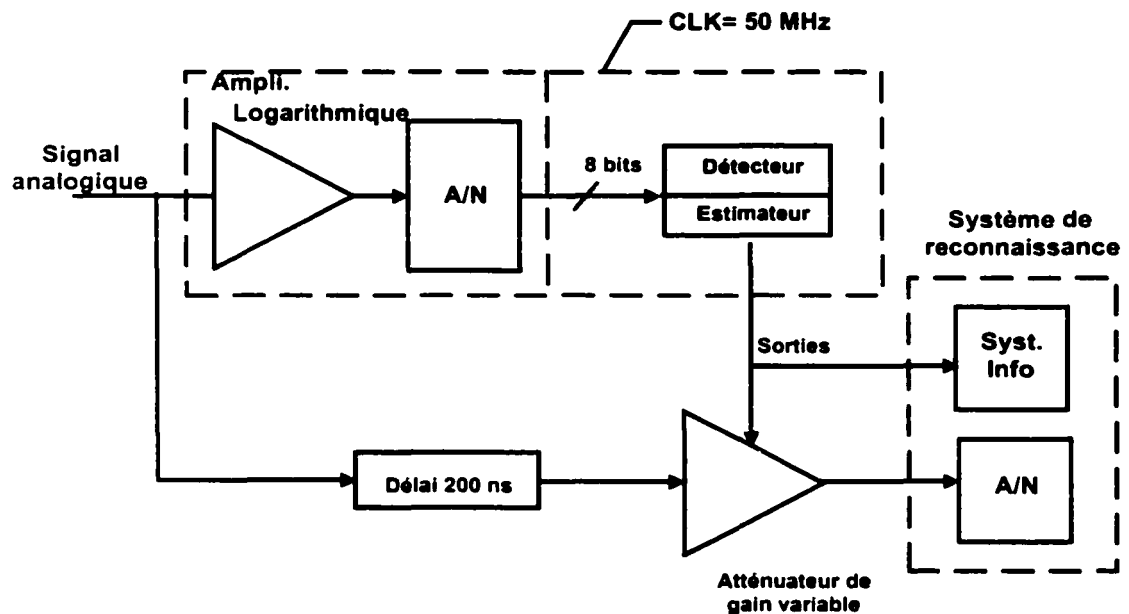 CLK= 50 MHz
Ampli.
Logarithmique
Signal
analogique
A/N
8 bits
Détecteur
Estimateur
Système de
reconnaissance
Sorties
Syst.
Info
Délai 200 ns
A/N
Atténuateur de
gain variable